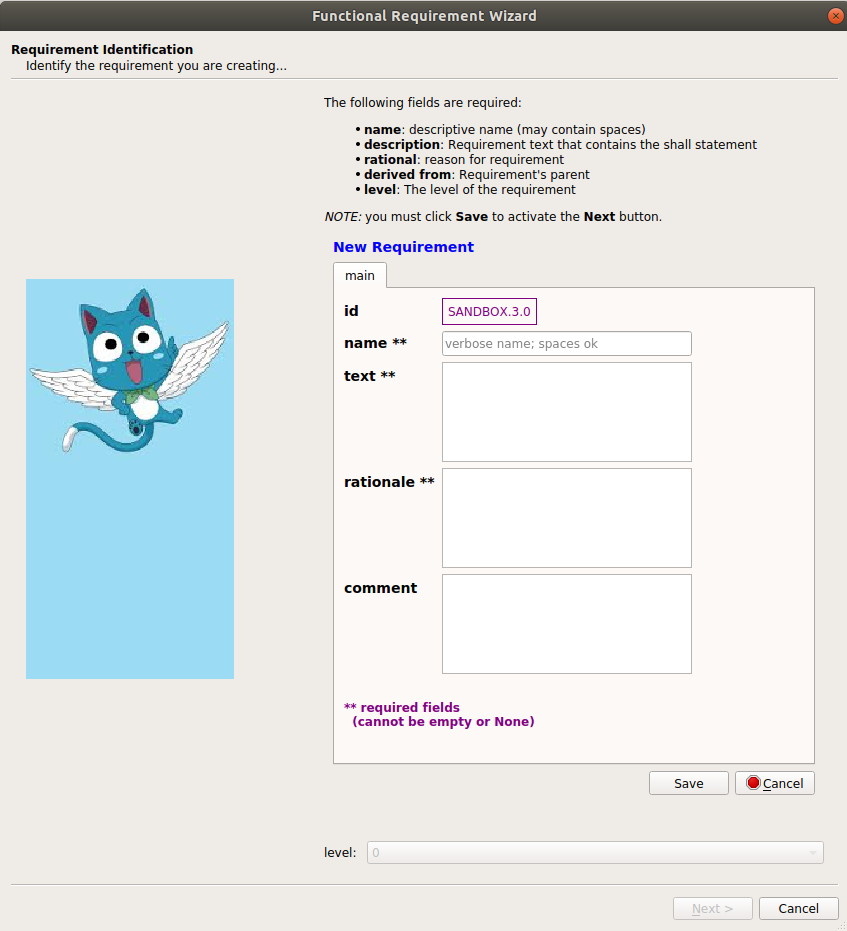 Functional Requirement Wizard
Requirement Identification
Identify the requirement you are creating...
The following fields are required:
• name: descriptive name (may contain spaces)
• description: Requirement text that contains the shall statement
• rational: reason for requirement
• derived from: Requirement's parent
• level: The level of the requirement
NOTE: you must click Save to activate the Next button.
New Requirement
main
id SANDBOX.3.0
name ** verbose name; spaces ok
text **
rationale **
comment
** required fields
(cannot be empty or None)
Save Cancel
level: 0
Next > Cancel